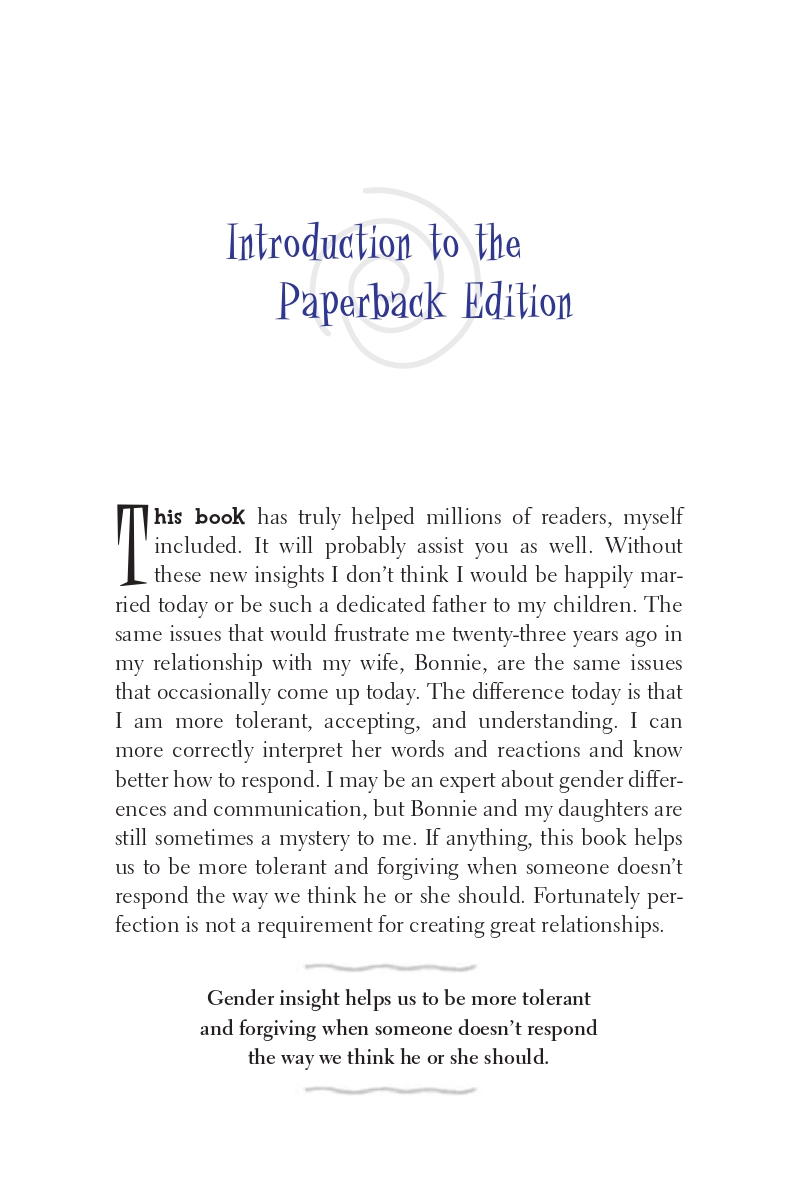 Introduction to the
Paperback Edition
This book has truly helped millions of readers, myself
included. It will probably assist you as well. Without
these new insights I don’t think I would be happily mar-
ried today or be such a dedicated father to my children. The
same issues that would frustrate me twenty-three years ago in
my relationship with my wife, Bonnie, are the same issues
that occasionally come up today. The difference today is that
I am more tolerant, accepting, and understanding. I can
more correctly interpret her words and reactions and know
better how to respond. I may be an expert about gender differ-
ences and communication, but Bonnie and my daughters are
still sometimes a mystery to me. If anything, this book helps
us to be more tolerant and forgiving when someone doesn’t
respond the way we think he or she should. Fortunately per-
fection is not a requirement for creating great relationships.
Gender insight helps us to be more tolerant
and forgiving when someone doesn’t respond
the way we think he or she should.